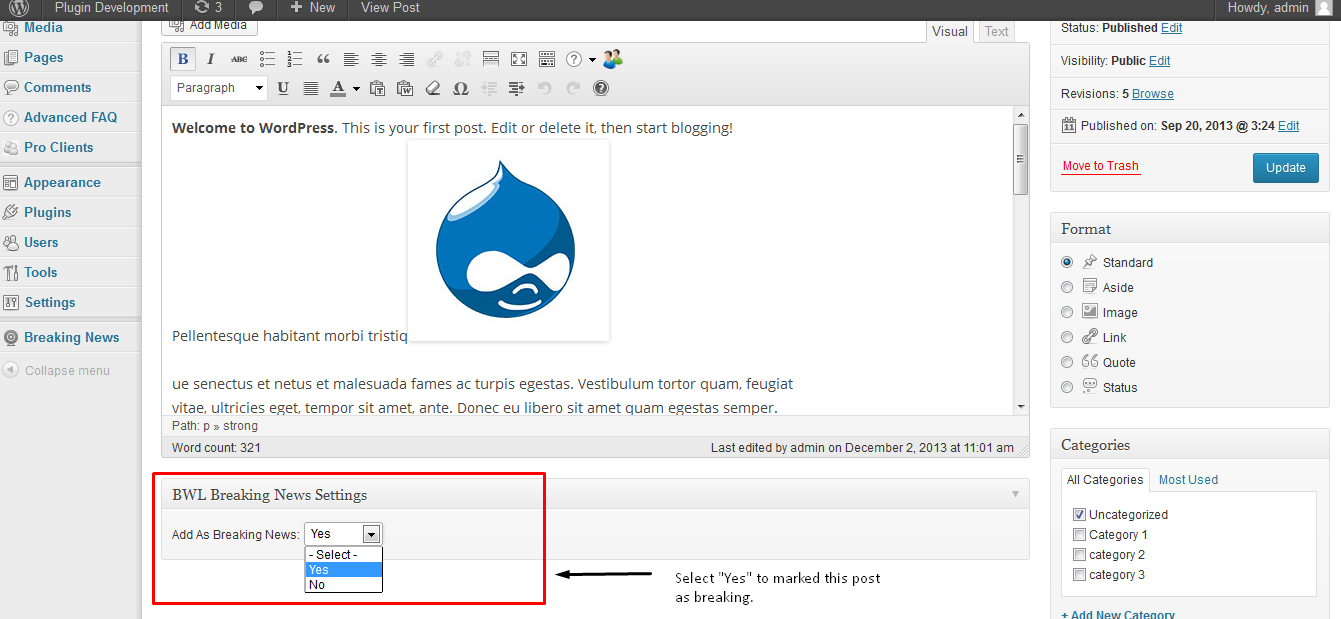 Plugin Development 3 New View Post Howdy, admin
Media
Pages
Comments
Advanced FAQ
Pro Clients
Appearance
Plugins
Users
Tools
Settings
Breaking News
Collapse menu
Add Media
Visual Text
B I ABC
Paragraph U A Ω
Welcome to WordPress. This is your first post. Edit or delete it, then start blogging!
Pellentesque habitant morbi tristiq
ue senectus et netus et malesuada fames ac turpis egestas. Vestibulum tortor quam, feugiat
vitae, ultricies eget, tempor sit amet, ante. Donec eu libero sit amet quam egestas semper.
Path: p » strong
Word count: 321 Last edited by admin on December 2, 2013 at 11:01 am
BWL Breaking News Settings
Add As Breaking News: Yes
- Select -
Yes
No
Select "Yes" to marked this post
as breaking.
Status: Published Edit
Visibility: Public Edit
Revisions: 5 Browse
11 Published on: Sep 20, 2013 @ 3:24 Edit
Move to Trash Update
Format
Standard
Aside
Image
Link
Quote
Status
Categories
All Categories Most Used
Uncategorized
Category 1
category 2
category 3
+ Add New Category